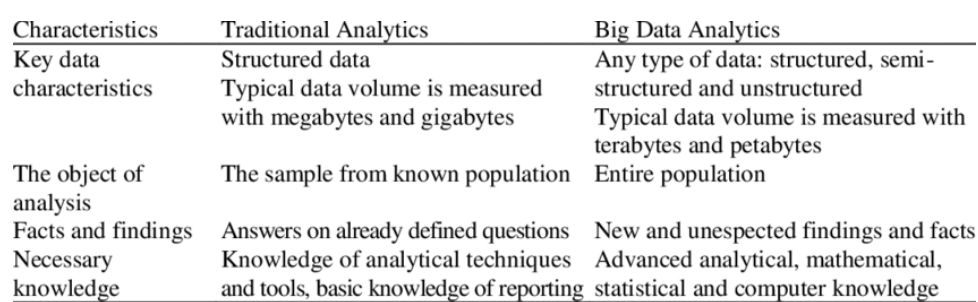 Characteristics Traditional Analytics Big Data Analytics
Key data Structured data Any type of data: structured, semi-
characteristics Typical data volume is measured structured and unstructured
with megabytes and gigabytes Typical data volume is measured with
terabytes and petabytes
The object of The sample from known population Entire population
analysis
Facts and findings Answers on already defined questions New and unespected findings and facts
Necessary Knowledge of analytical techniques Advanced analytical, mathematical,
knowledge and tools, basic knowledge of reporting statistical and computer knowledge